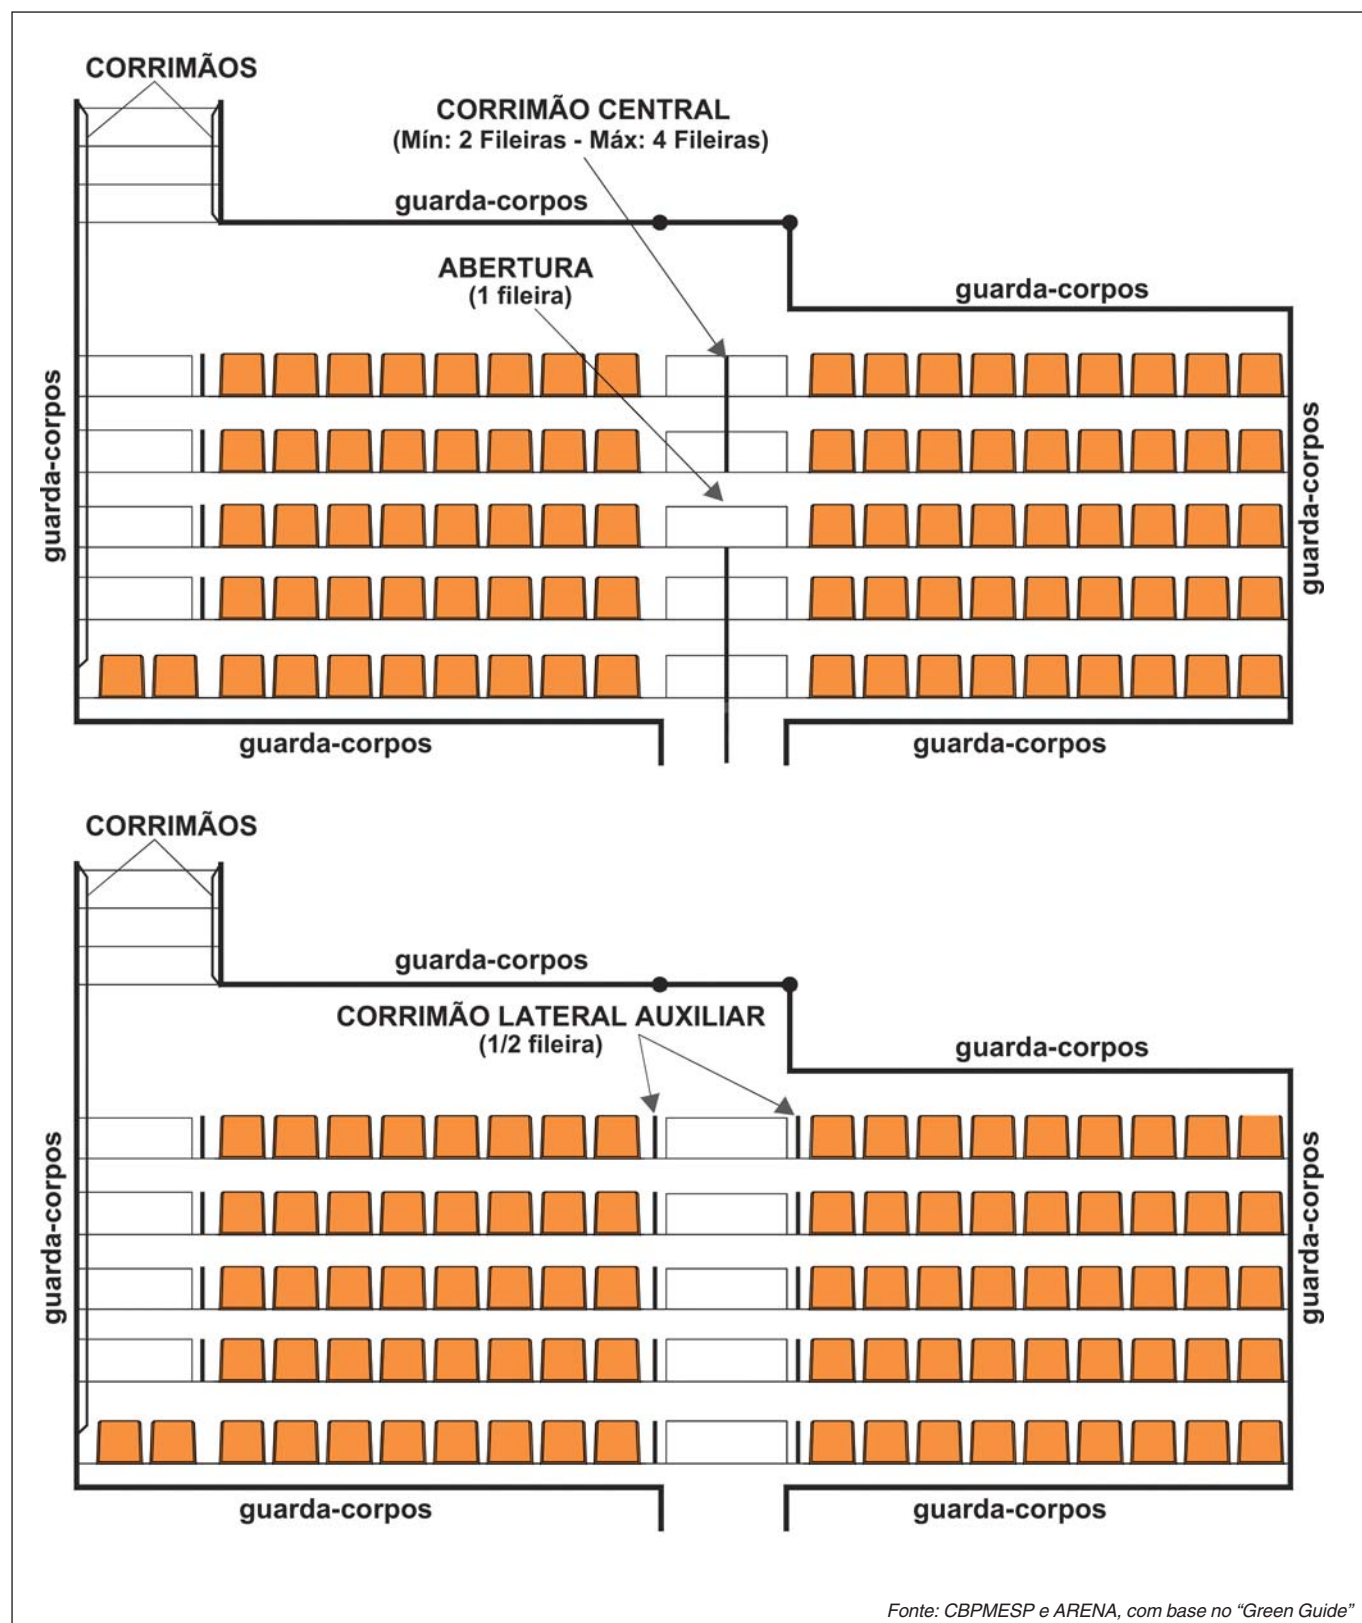 CORRIMÃOS
CORRIMÃO CENTRAL
(Mín: 2 Fileiras - Máx: 4 Fileiras)
guarda-corpos
ABERTURA
(1 fileira)
guarda-corpos
guarda-corpos
guarda-corpos
guarda-corpos
guarda-corpos
CORRIMÃOS
guarda-corpos
CORRIMÃO LATERAL AUXILIAR
(1/2 fileira)
guarda-corpos
guarda-corpos
guarda-corpos
guarda-corpos
guarda-corpos
Fonte: CBPMESP e ARENA, com base no “Green Guide”